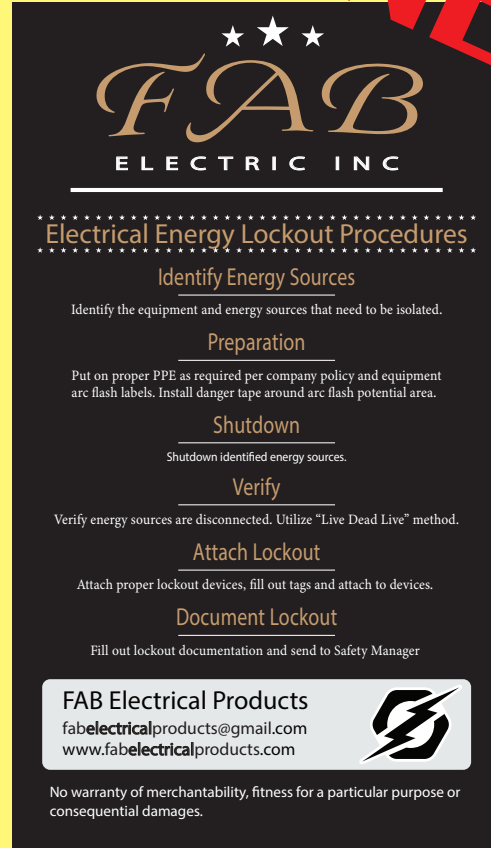 FAB
ELECTRIC INC
Electrical Energy Lockout Procedures
Identify Energy Sources
Identify the equipment and energy sources that need to be isolated.
Preparation
Put on proper PPE as required per company policy and equipment
arc flash labels. Install danger tape around arc flash potential area.
Shutdown
Shutdown identified energy sources.
Verify
Verify energy sources are disconnected. Utilize “Live Dead Live” method.
Attach Lockout
Attach proper lockout devices, fill out tags and attach to devices.
Document Lockout
Fill out lockout documentation and send to Safety Manager
FAB Electrical Products
fabelectricalproducts@gmail.com
www.fabelectricalproducts.com
No warranty of merchantability, fitness for a particular purpose or
consequential damages.